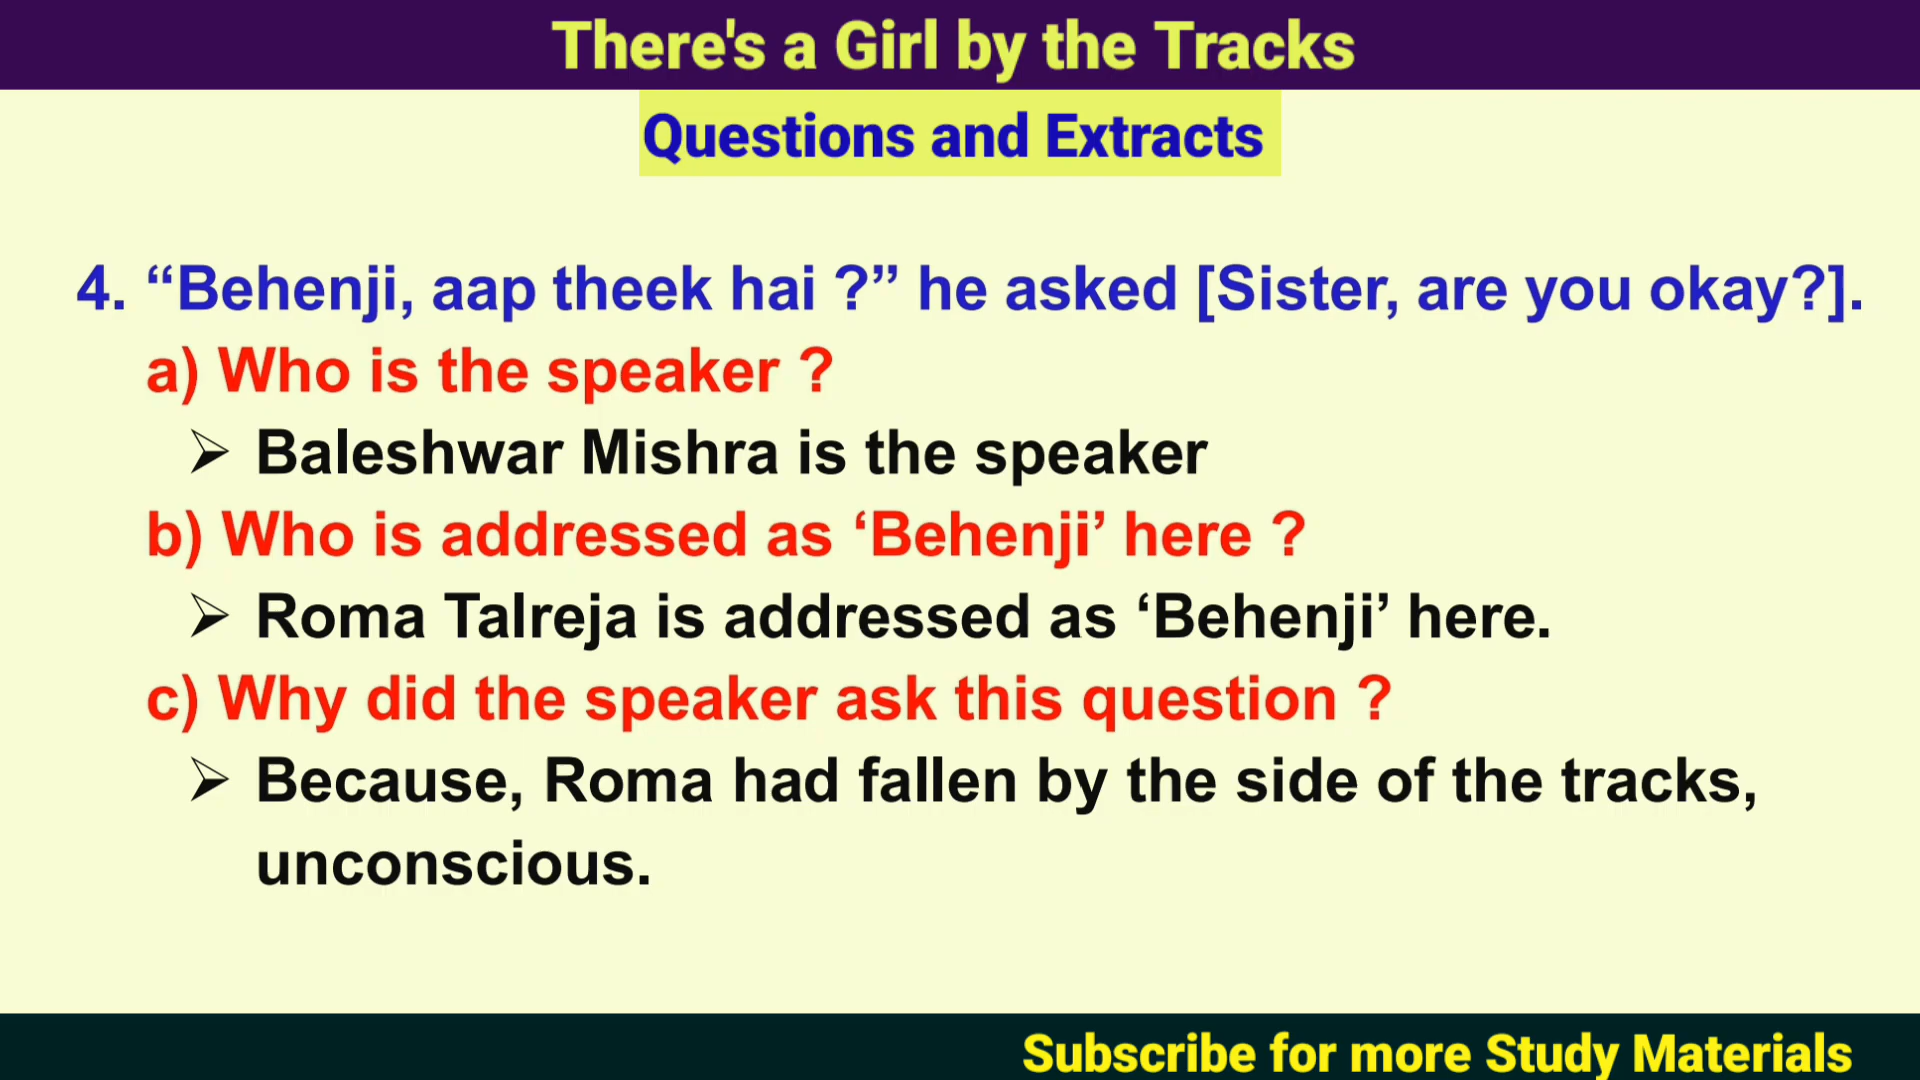 There's a Girl by the Tracks
Questions and Extracts
4. “Behenji, aap theek hai ?” he asked [Sister, are you okay?].
a) Who is the speaker ?
➢ Baleshwar Mishra is the speaker
b) Who is addressed as ‘Behenji’ here ?
➢ Roma Talreja is addressed as ‘Behenji’ here.
c) Why did the speaker ask this question ?
➢ Because, Roma had fallen by the side of the tracks,
unconscious.
Subscribe for more Study Materials